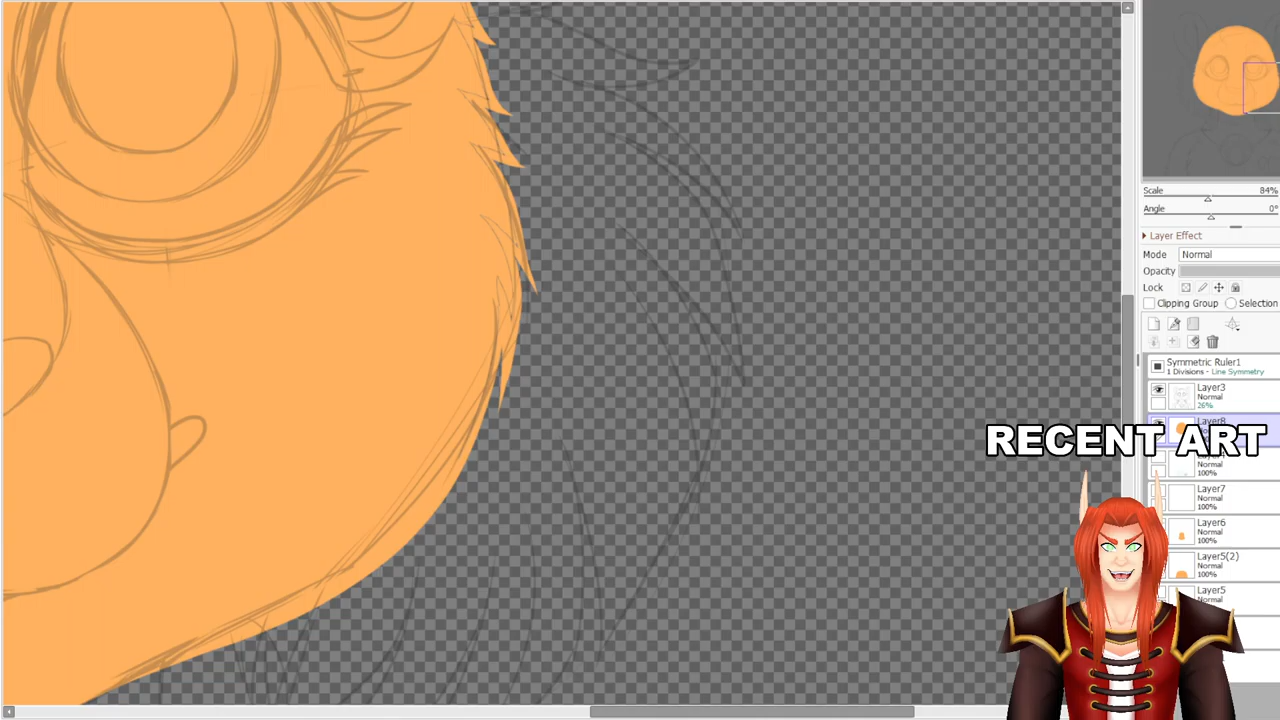 Scale 84%
Angle 0°
Layer Effect
Mode Normal
Opacity
Lock
Clipping Group Selection
Symmetric Ruler1
1 Divisions - Line Symmetry
Layer3
Normal
26%
Layer8
RECENT ART
Normal
100%
Layer7
Normal
100%
Layer6
Normal
100%
Layer5(2)
Normal
100%
Layer5
Normal